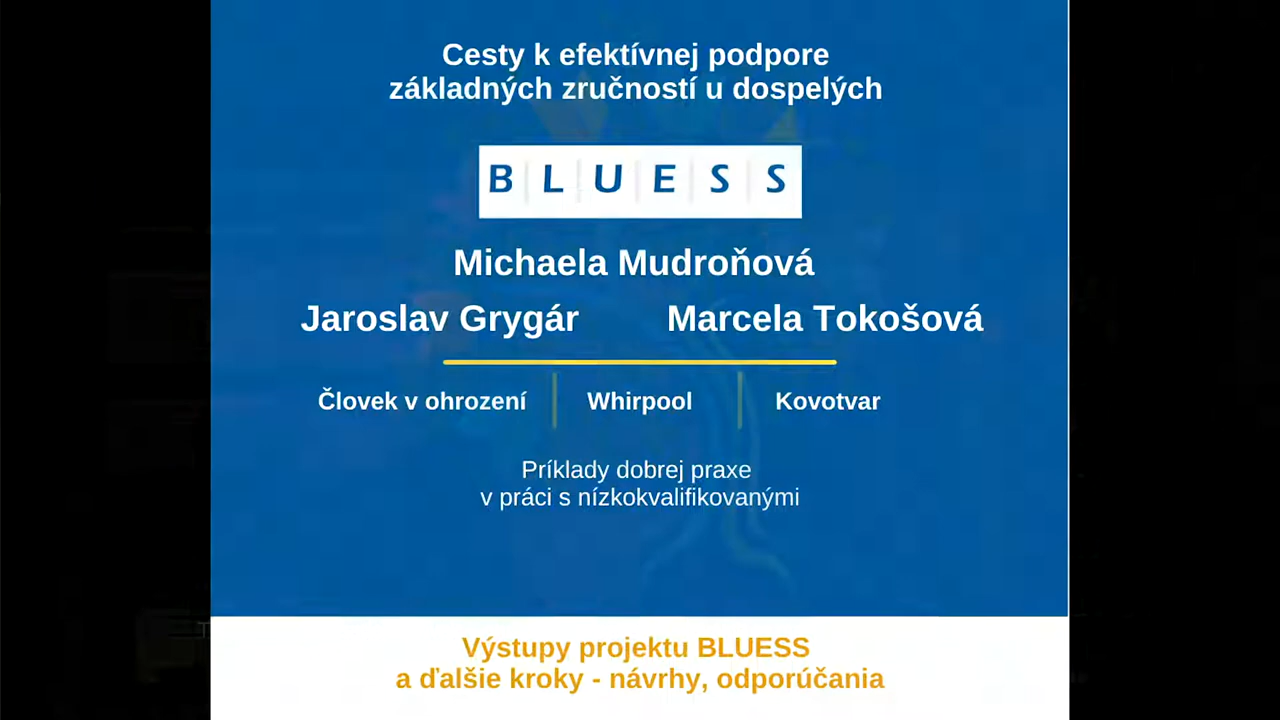 Cesty k efektívnej podpore
základných zručností u dospelých
BLUESS
Michaela Mudroňová
Jaroslav Grygár Marcela Tokošová
Človek v ohrození Whirpool Kovotvar
Príklady dobrej praxe
v práci s nízkokvalifikovanými
Výstupy projektu BLUESS
a ďalšie kroky - návrhy, odporúčania